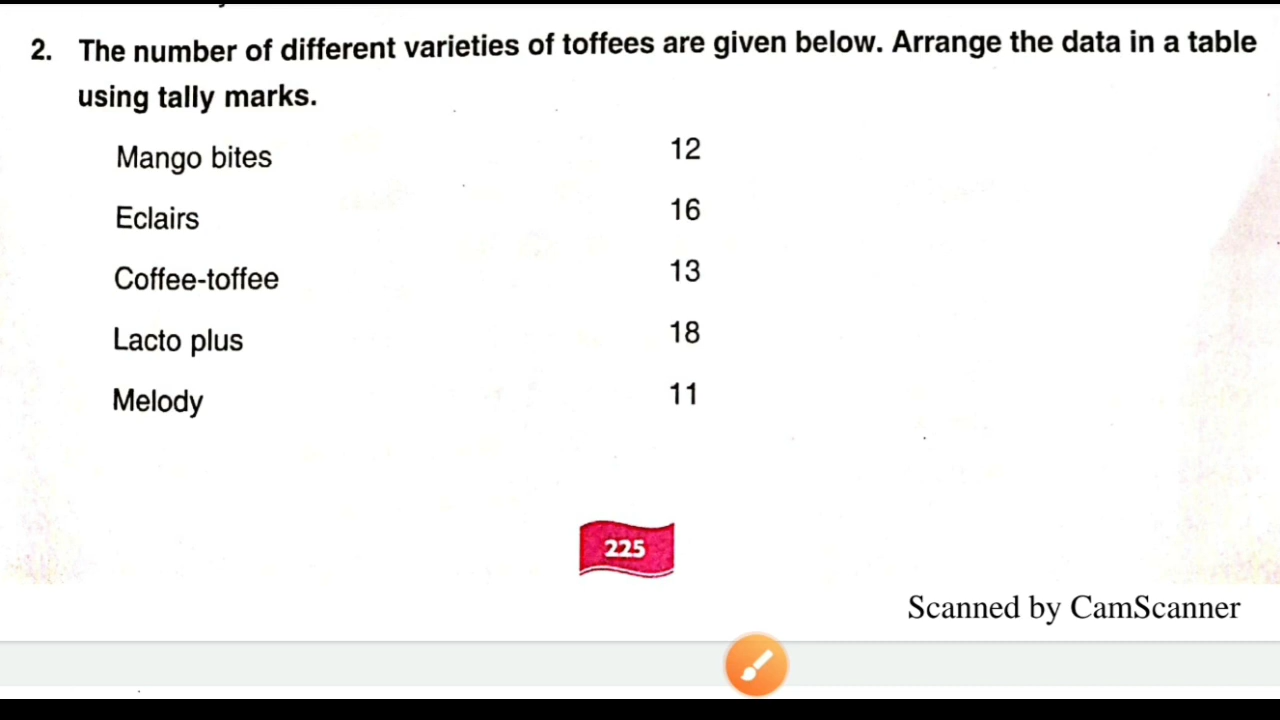 2. The number of different varieties of toffees are given below. Arrange the data in a table
using tally marks.
Mango bites 12
Eclairs 16
Coffee-toffee 13
Lacto plus 18
Melody 11
225
Scanned by CamScanner